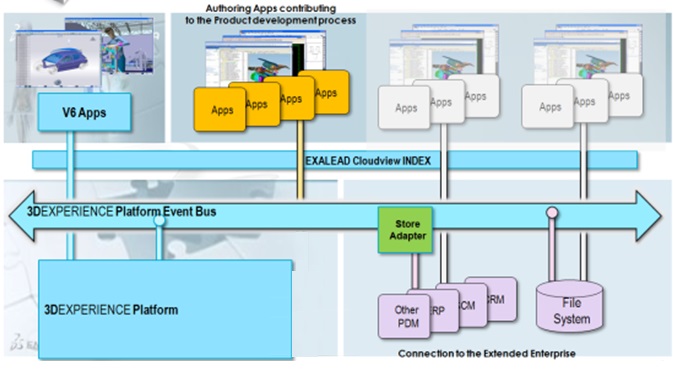 Authoring Apps contributing
to the Product development process
V6 Apps
Apps
Apps
Apps
Apps
Apps
Apps
Apps
Apps
Apps
Apps
EXALEAD Cloudview INDEX
3DEXPERIENCE Platform Event Bus
Store
Adapter
3DEXPERIENCE Platform
Other
PDM
ERP
CM
CRM
File
System
Connection to the Extended Enterprise